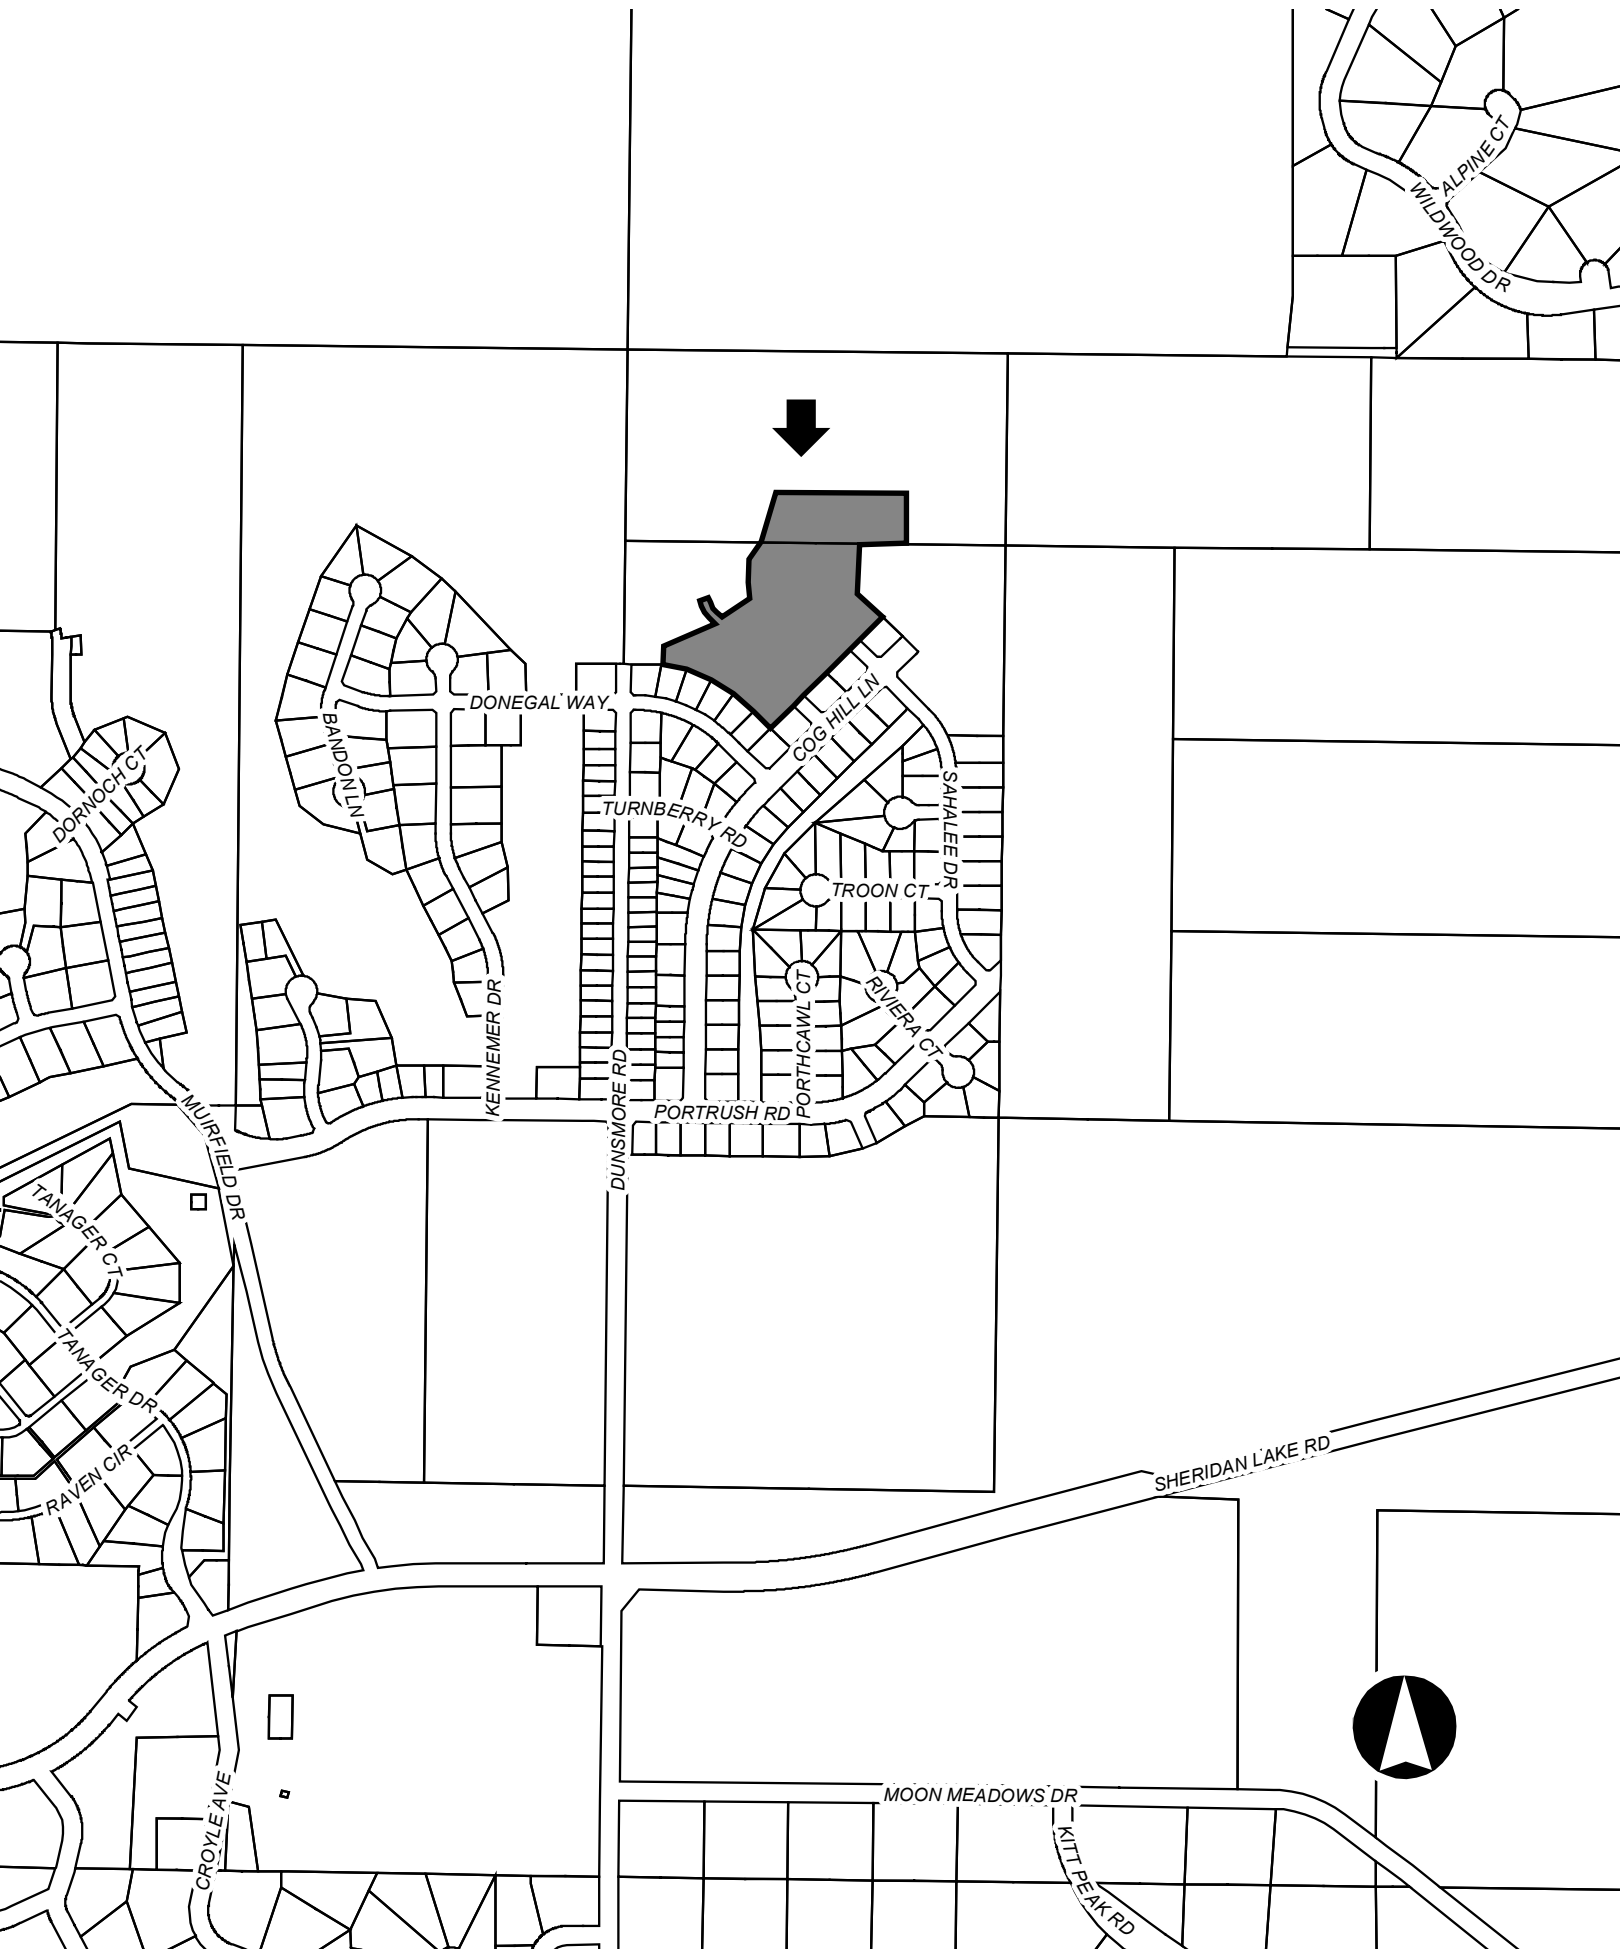 ALPINE CT
WILDWOOD DR
DONEGAL WAY
COG HILL LN
BANDON LN
DORNOCH CT
TURNBERRY RD
SAHALEE DR
TROON CT
KENNEMER DR
PORTHCAWL CT
RIVIERA CT
DUNSMORE RD
PORTRUSH RD
MUIRFIELD DR
TANAGER CT
TANAGER DR
RAVEN CIR
SHERIDAN LAKE RD
CROYLE AVE
MOON MEADOWS DR
KITT PEAK RD